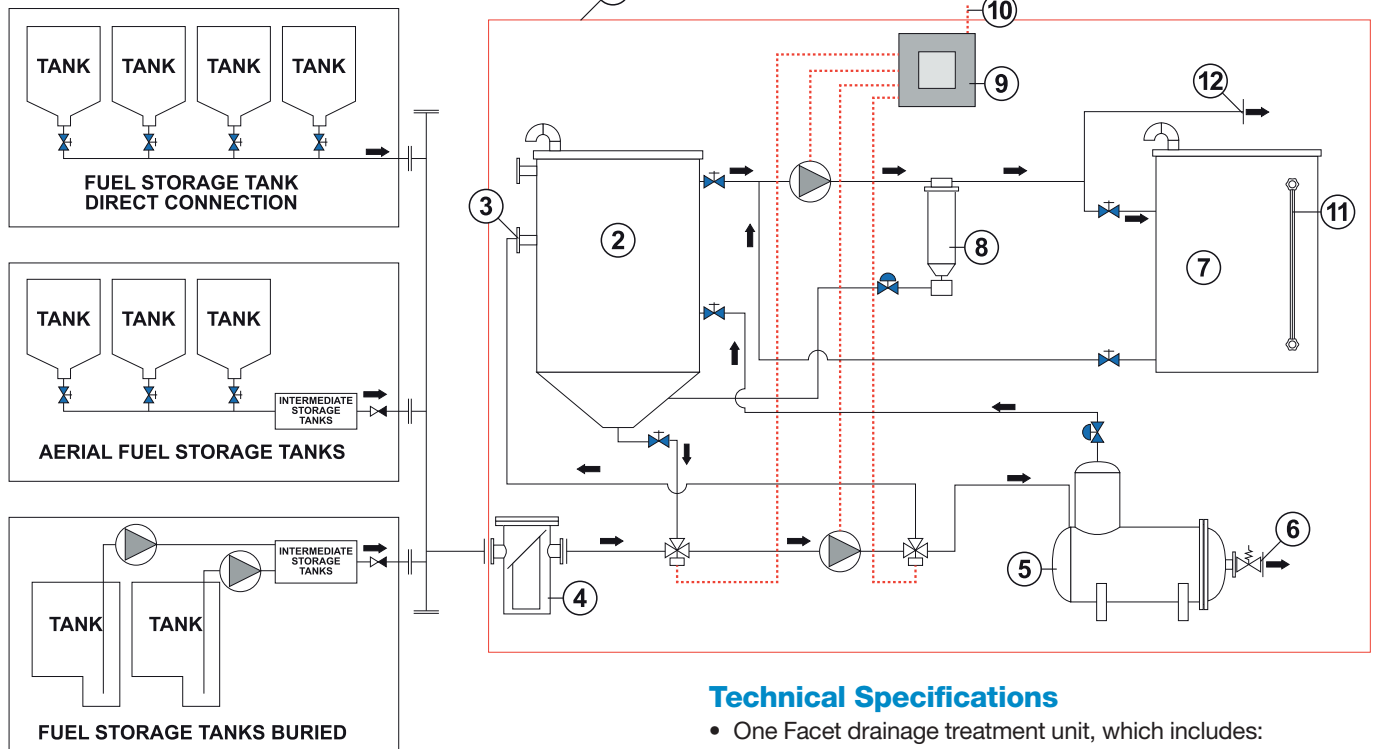 TANK TANK TANK TANK
FUEL STORAGE TANK
DIRECT CONNECTION
TANK TANK TANK
INTERMEDIATE
STORAGE
TANKS
AERIAL FUEL STORAGE TANKS
INTERMEDIATE
STORAGE
TANKS
TANK TANK
FUEL STORAGE TANKS BURIED
10
9
12
3
2
8
11
7
4
5
6
Technical Specifications
• One Facet drainage treatment unit, which includes: